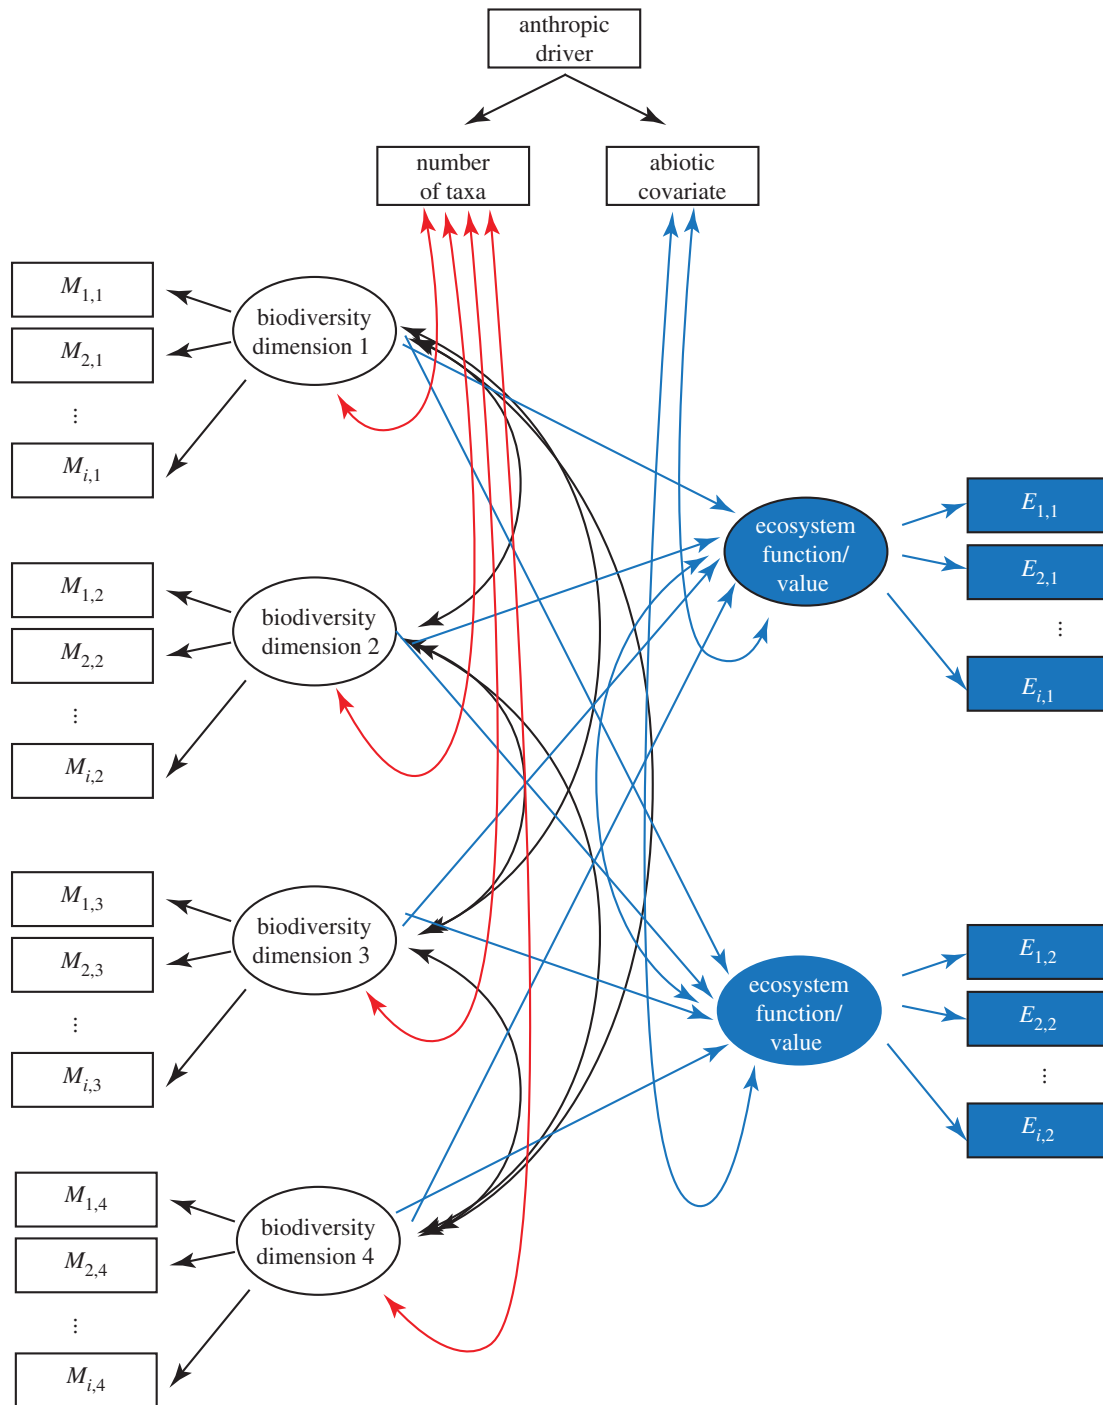 anthropic
driver
number
of taxa
abiotic
covariate
M1,1
M2,1
⋮
Mi,1
biodiversity
dimension 1
M1,2
M2,2
⋮
Mi,2
biodiversity
dimension 2
M1,3
M2,3
⋮
Mi,3
biodiversity
dimension 3
M1,4
M2,4
⋮
Mi,4
biodiversity
dimension 4
ecosystem
function/
value
E1,1
E2,1
⋮
Ei,1
ecosystem
function/
value
E1,2
E2,2
⋮
Ei,2